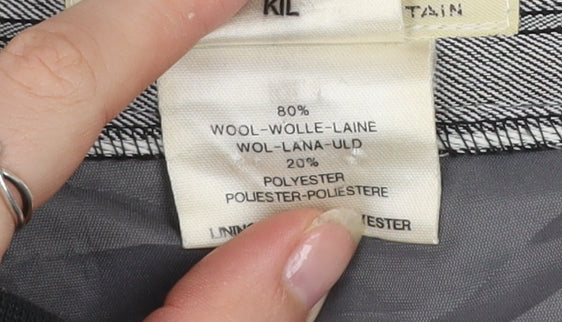 KIL
TAIN
80%
WOOL-WOLLE-LAINE
WOL-LANA-ULD
20%
POLYESTER
POLIESTER-POLIESTERE